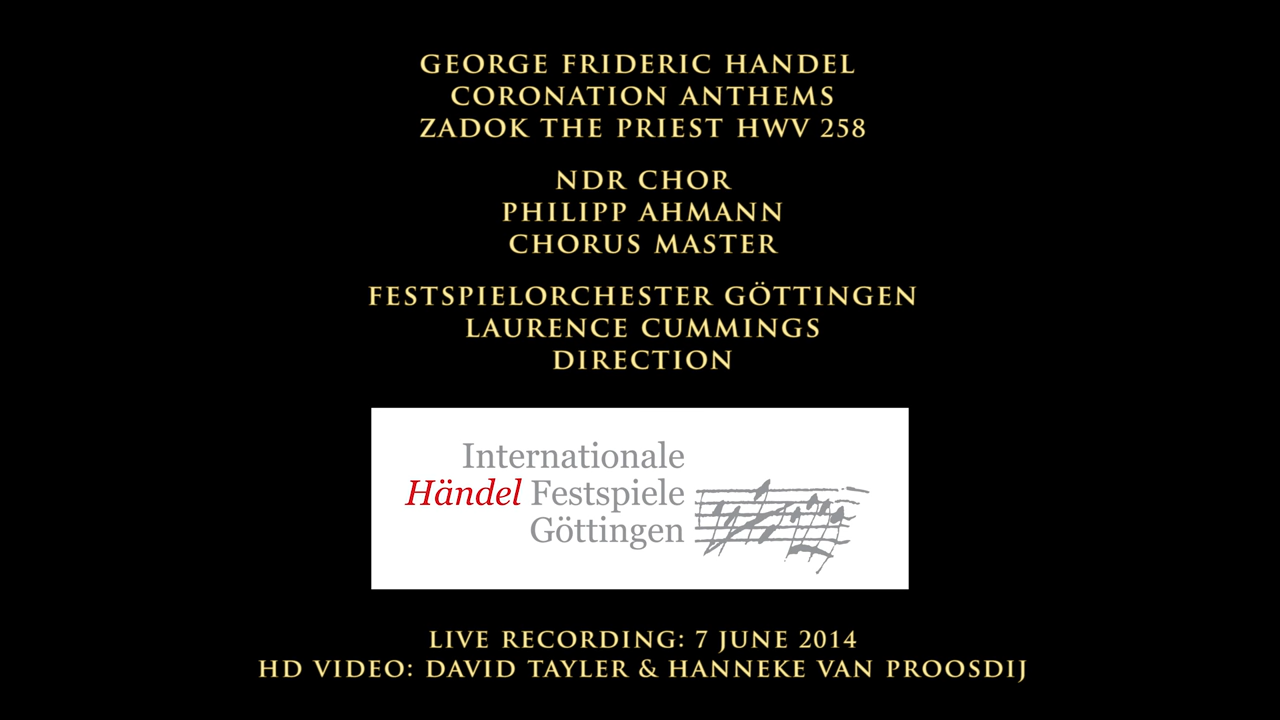 GEORGE FRIDERIC HANDEL
CORONATION ANTHEMS
ZADOK THE PRIEST HWV 258
NDR CHOR
PHILIPP AHMANN
CHORUS MASTER
FESTSPIELORCHESTER GÖTTINGEN
LAURENCE CUMMINGS
DIRECTION
Internationale
Händel Festspiele
Göttingen
LIVE RECORDING: 7 JUNE 2014
HD VIDEO: DAVID TAYLER & HANNEKE VAN PROOSDIJ